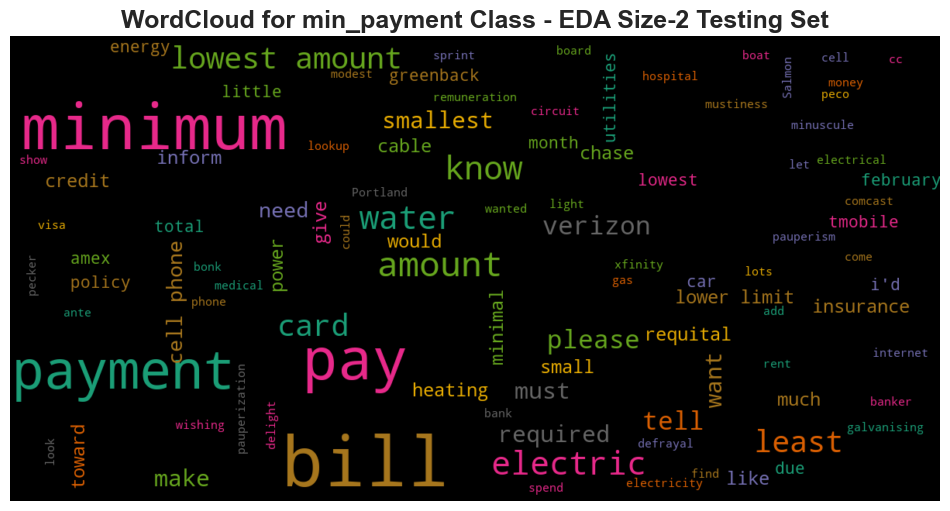 WordCloud for min_payment Class - EDA Size-2 Testing Set
energy
lowest amount
sprint
board
boat
cell
cc
modest
greenback
hospital
Salmon
money
little
remuneration
utilities
peco
minimum
smallest
circuit
mustiness
minuscule
show
inform
lookup
cable
month
chase
know
let
electrical
credit
lowest
february
Portland
comcast
visa
total
need
give
could
water
wanted
light
verizon
tmobile
would
pauperism
pecker
amex
bonk
power
amount
xfinity
lots
come
policy
cell phone
medical
gas
car
i'd
phone
lower limit
insurance
ante
card
minimal
add
requital
please
payment
pay
small
want
internet
rent
heating
must
much
banker
pauperization
delight
bank
wishing
toward
bill
required
tell
galvanising
look
defrayal
least
make
electric
find
like
due
spend
electricity